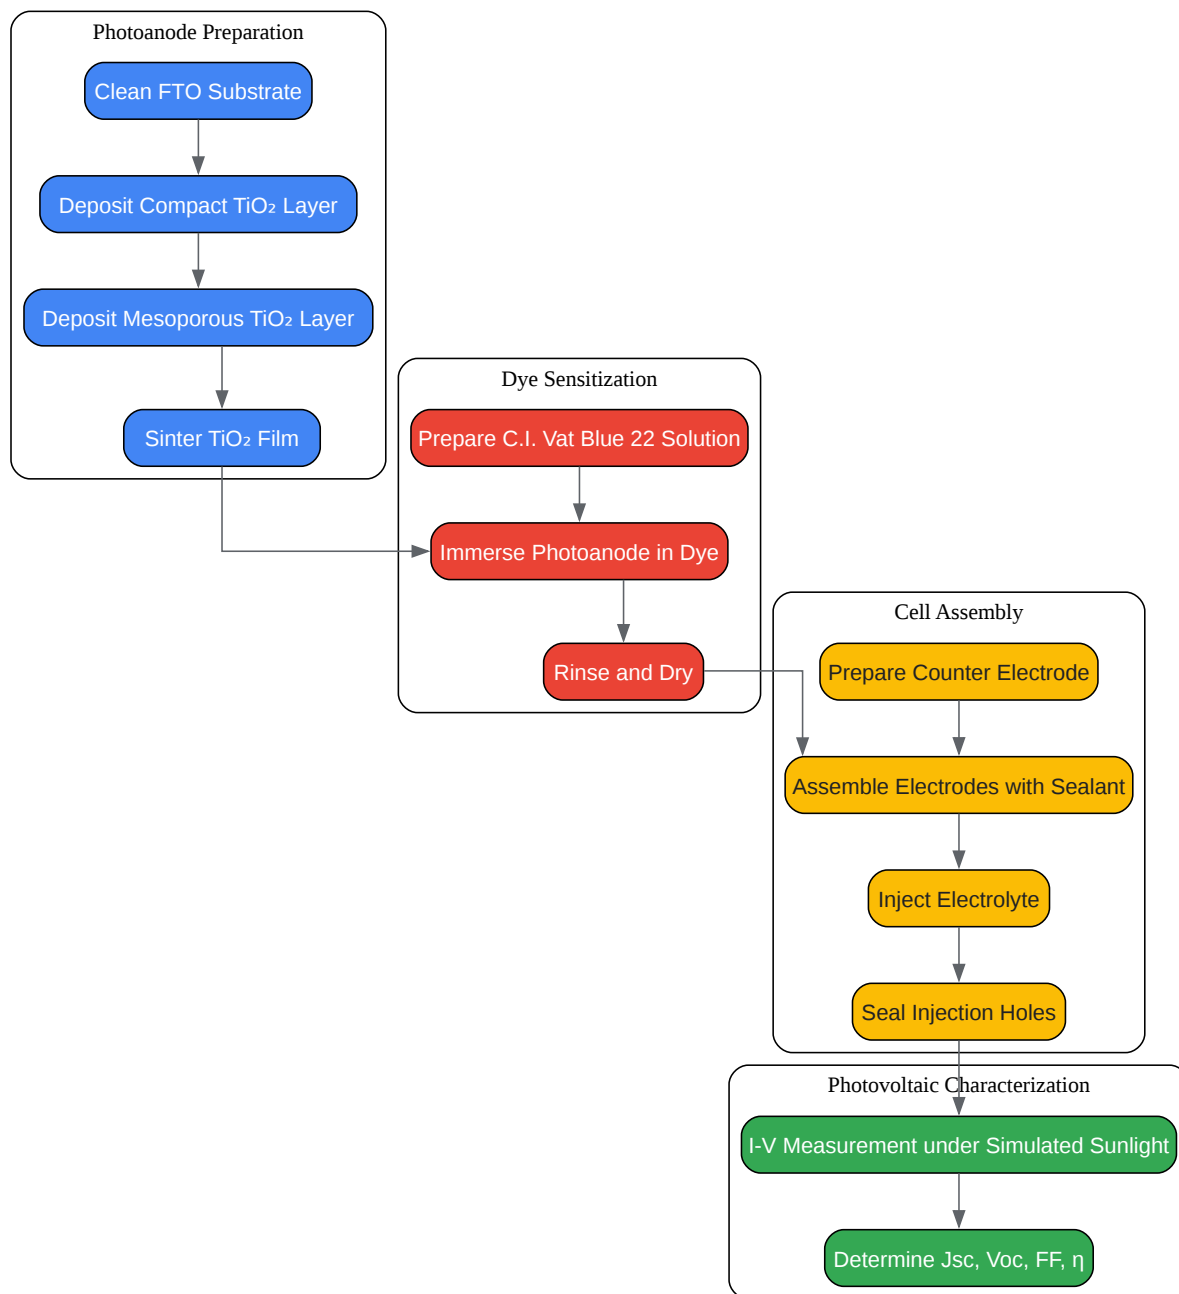 Photoanode Preparation
Clean FTO Substrate
Deposit Compact TiO₂ Layer
Deposit Mesoporous TiO₂ Layer
Sinter TiO₂ Film
Dye Sensitization
Prepare C.I. Vat Blue 22 Solution
Immerse Photoanode in Dye
Rinse and Dry
Cell Assembly
Prepare Counter Electrode
Assemble Electrodes with Sealant
Inject Electrolyte
Seal Injection Holes
Photovoltaic Characterization
I-V Measurement under Simulated Sunlight
Determine Jsc, Voc, FF, η